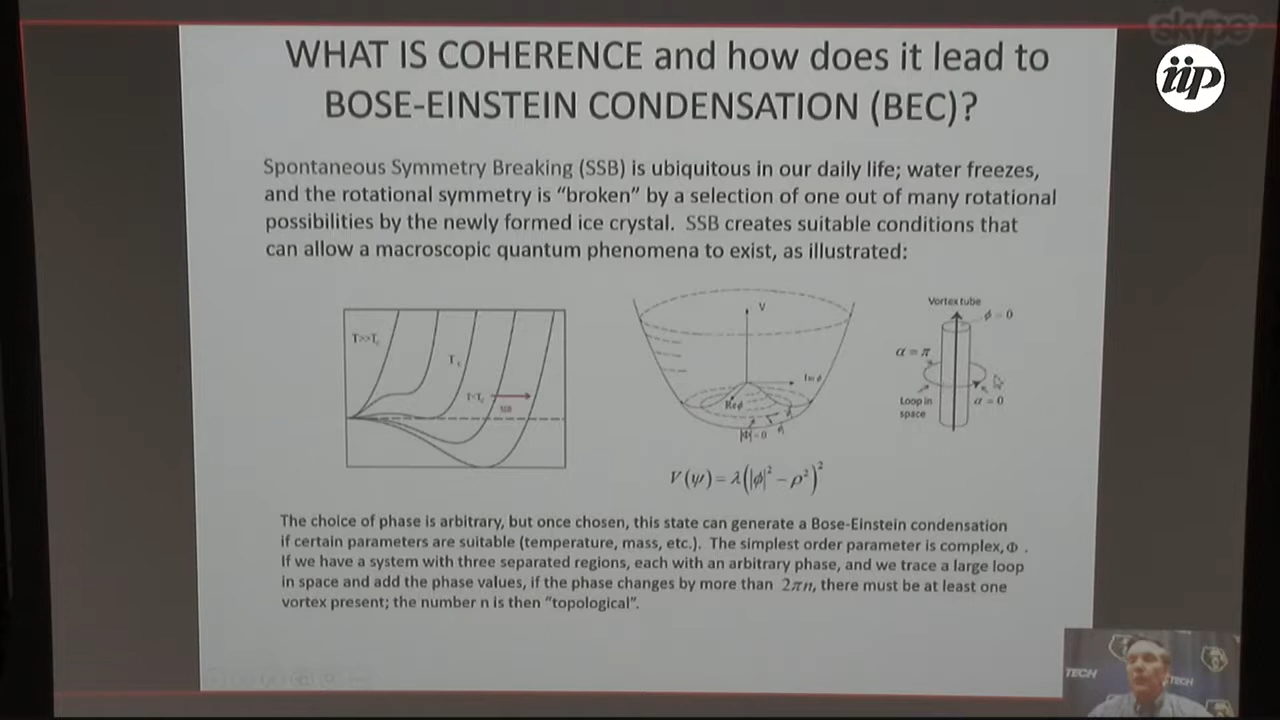 skype
iip
WHAT IS COHERENCE and how does it lead to
BOSE-EINSTEIN CONDENSATION (BEC)?
Spontaneous Symmetry Breaking (SSB) is ubiquitous in our daily life; water freezes,
and the rotational symmetry is “broken” by a selection of one out of many rotational
possibilities by the newly formed ice crystal. SSB creates suitable conditions that
can allow a macroscopic quantum phenomena to exist, as illustrated:
T>>Tc
Tc
T<Tc
SSB
V
Im ϕ
Re ϕ
V(ψ) = λ(|ϕ|² − ρ²)²
Vortex tube
ϕ = 0
α = π
Loop in
space
α = 0
The choice of phase is arbitrary, but once chosen, this state can generate a Bose-Einstein condensation
if certain parameters are suitable (temperature, mass, etc.). The simplest order parameter is complex, Φ .
If we have a system with three separated regions, each with an arbitrary phase, and we trace a large loop
in space and add the phase values, if the phase changes by more than 2πn, there must be at least one
vortex present; the number n is then “topological”.
TECH
TECH